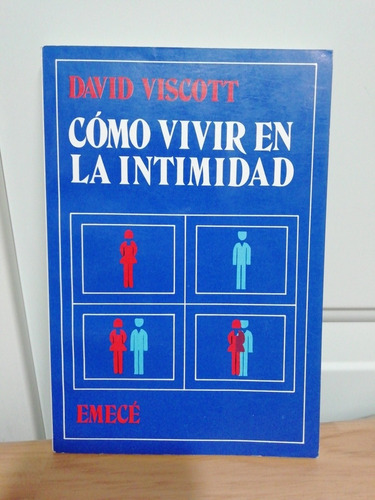 DAVID VISCOTT
CÓMO VIVIR EN
LA INTIMIDAD
EMECÉ